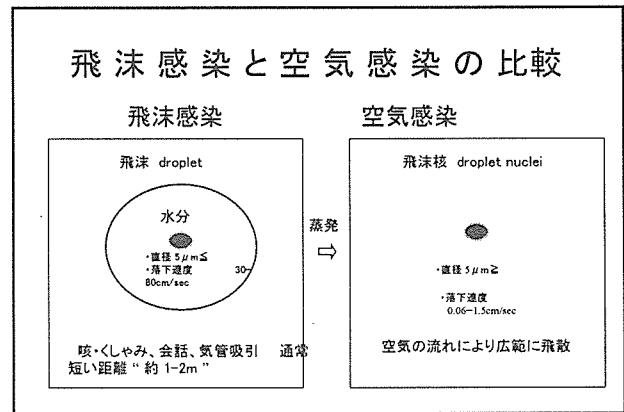 飛沫感染と空気感染の比較
飛沫感染
飛沫 droplet
水分
・直径 5μm≦
・落下速度 30-
80cm/sec
咳・くしゃみ、会話、気管吸引 通常
短い距離 “ 約 1-2m ”
蒸発
⇨
空気感染
飛沫核 droplet nuclei
・直径 5μm≧
・落下速度
0.06-1.5cm/sec
空気の流れにより広範に飛散